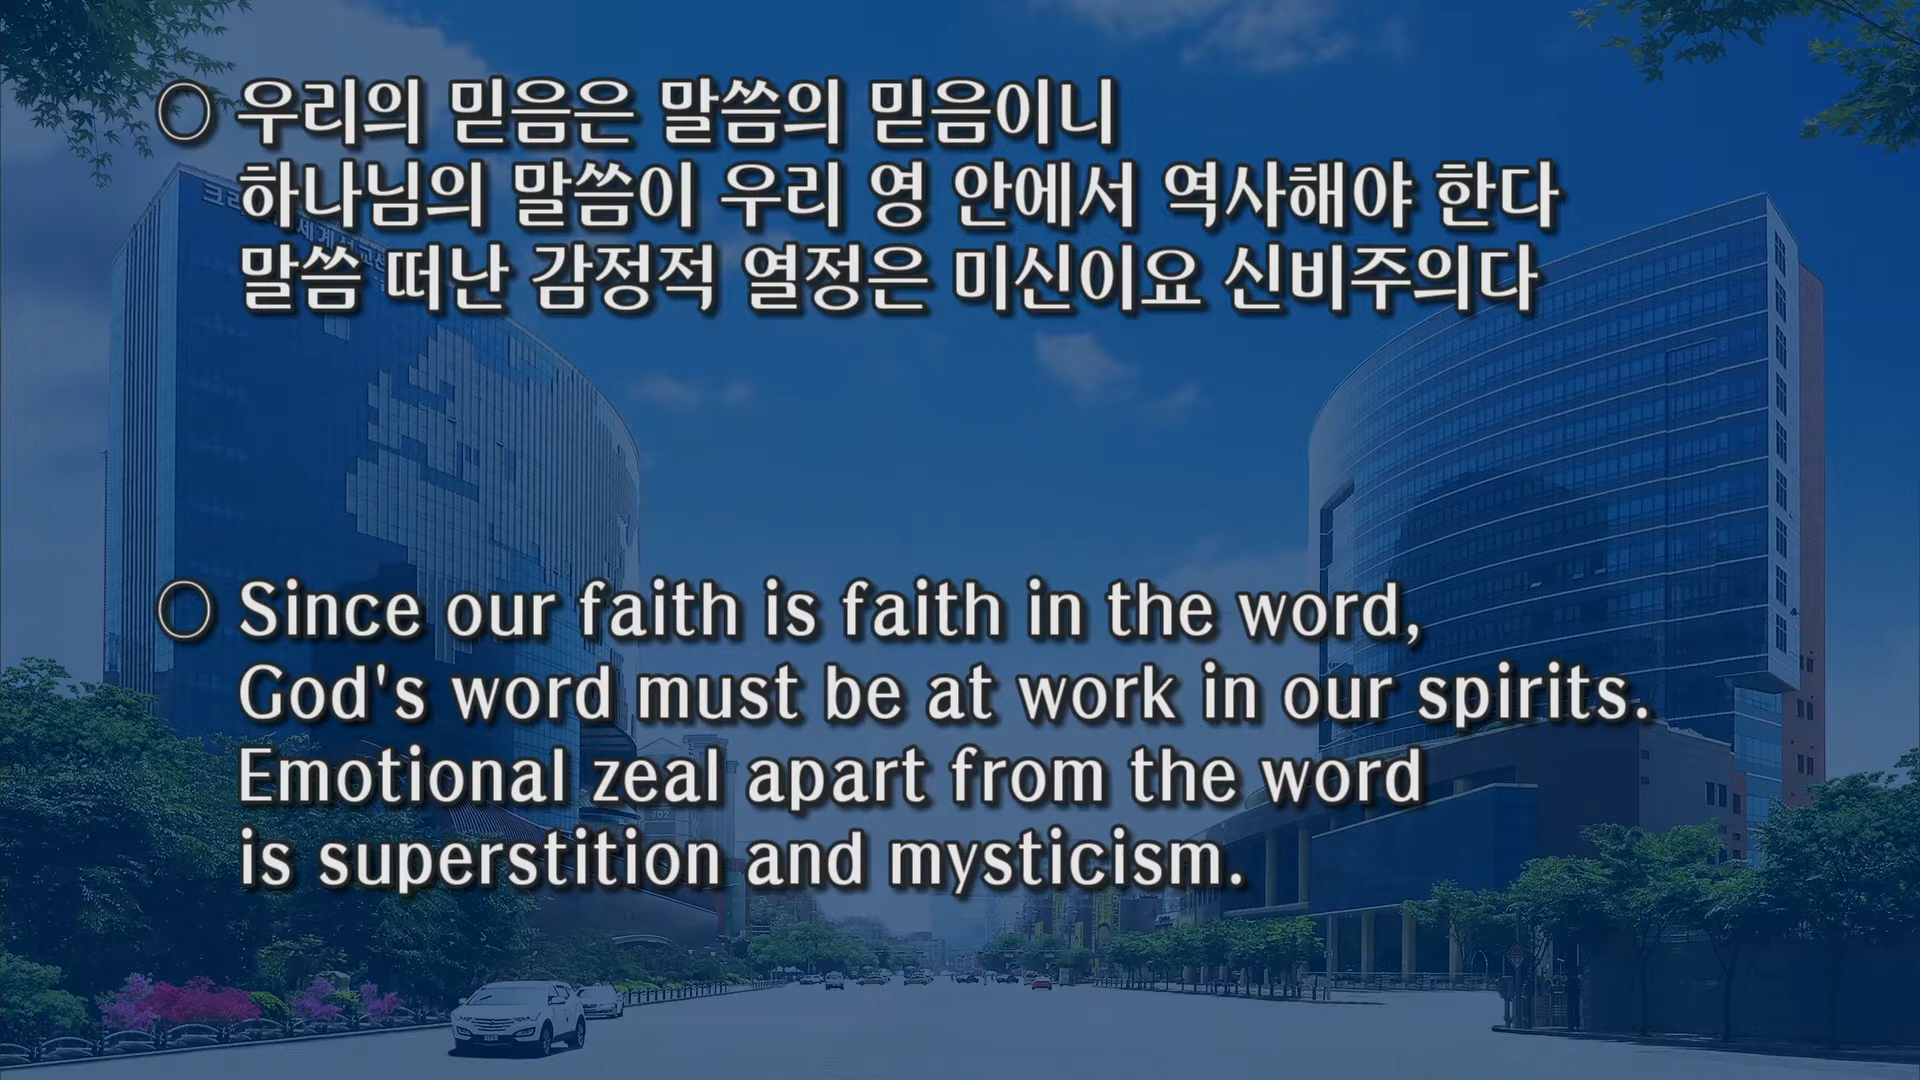 ○ 우리의 믿음은 말씀의 믿음이니
하나님의 말씀이 우리 영 안에서 역사해야 한다
말씀 떠난 감정적 열정은 미신이요 신비주의다
○ Since our faith is faith in the word,
God's word must be at work in our spirits.
Emotional zeal apart from the word
is superstition and mysticism.